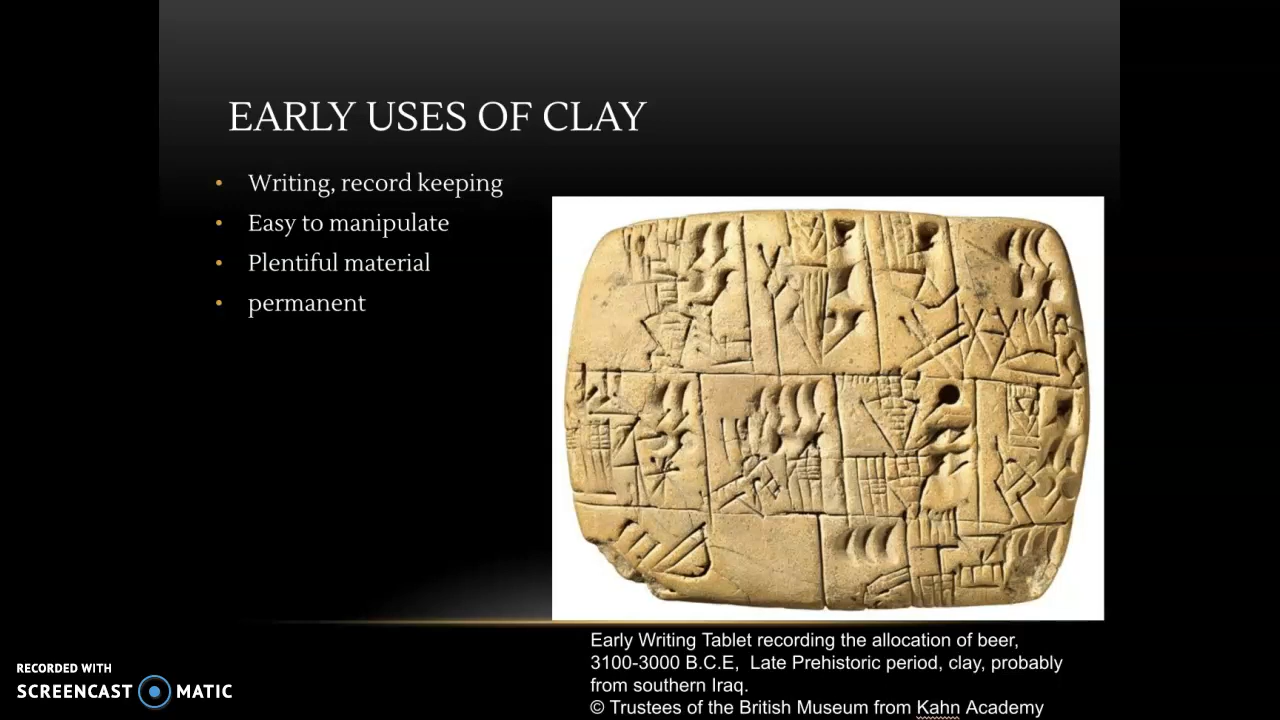 EARLY USES OF CLAY
• Writing, record keeping
• Easy to manipulate
• Plentiful material
• permanent
Early Writing Tablet recording the allocation of beer,
3100-3000 B.C.E, Late Prehistoric period, clay, probably
from southern Iraq.
© Trustees of the British Museum from Kahn Academy
RECORDED WITH
SCREENCAST MATIC